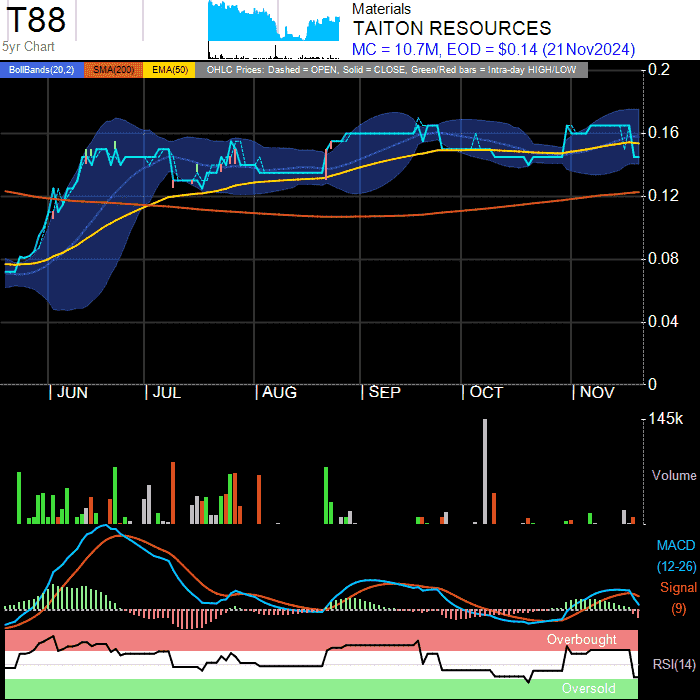 T88
5yr Chart
Materials
TAITON RESOURCES
MC = 10.7M, EOD = $0.14 (21Nov2024)
BollBands(20,2) SMA(200) EMA(50) OHLC Prices: Dashed = OPEN, Solid = CLOSE, Green/Red bars = Intra-day HIGH/LOW
0.2
0.16
0.12
0.08
0.04
0
JUN JUL AUG SEP OCT NOV
145k
Volume
MACD
(12-26)
Signal
(9)
Overbought
RSI(14)
Oversold